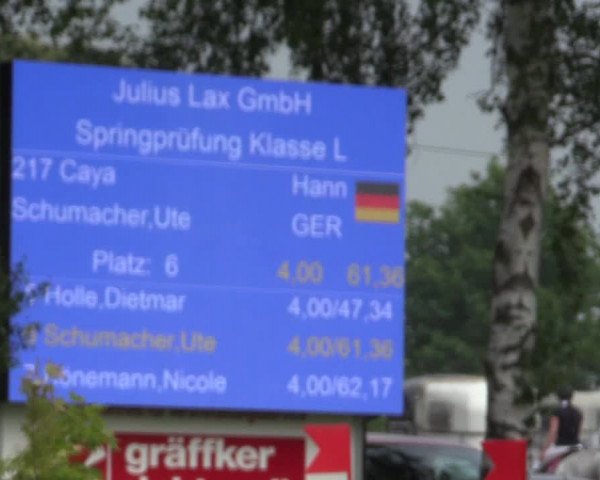 Julius Lax GmbH
Springprüfung Klasse L
217 Caya Hann
Schumacher,Ute GER
Platz: 6 4,00 61,36
Holle,Dietmar 4,00/47,34
Schumacher,Ute 4,00/61,36
Nicole 4,00/62,17
gräffker